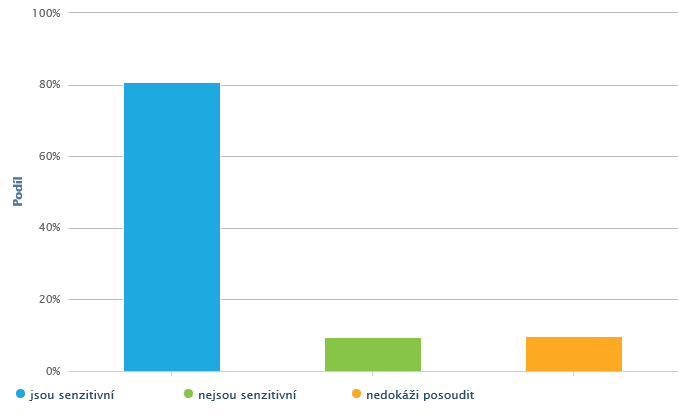 100%
80%
60%
40%
20%
0%
Podíl
jsou senzitivní
nejsou senzitivní
nedokáži posoudit